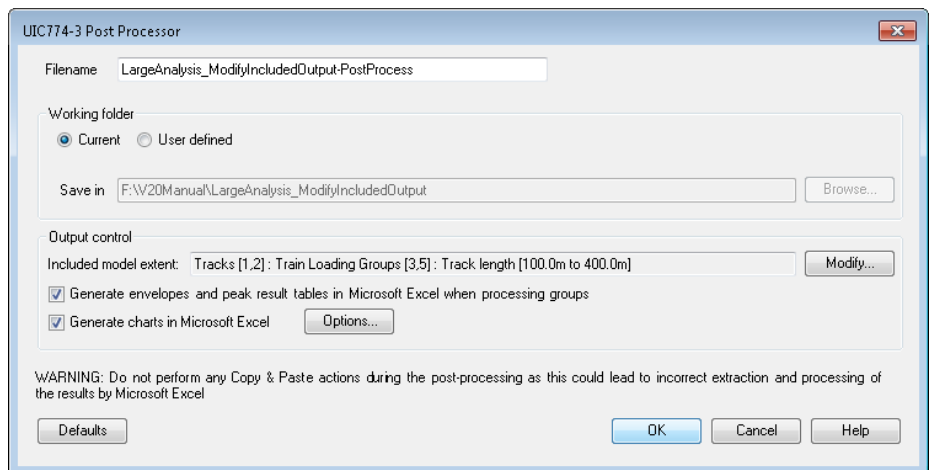 UIC774-3 Post Processor
Filename LargeAnalysis_ModifyIncludedOutput-PostProcess
Working folder
Current User defined
Save in F:\V20Manual\LargeAnalysis_ModifyIncludedOutput Browse...
Output control
Included model extent: Tracks [1,2] : Train Loading Groups [3,5] : Track length [100.0m to 400.0m] Modify...
Generate envelopes and peak result tables in Microsoft Excel when processing groups
Generate charts in Microsoft Excel Options...
WARNING: Do not perform any Copy & Paste actions during the post-processing as this could lead to incorrect extraction and processing of
the results by Microsoft Excel
Defaults OK Cancel Help